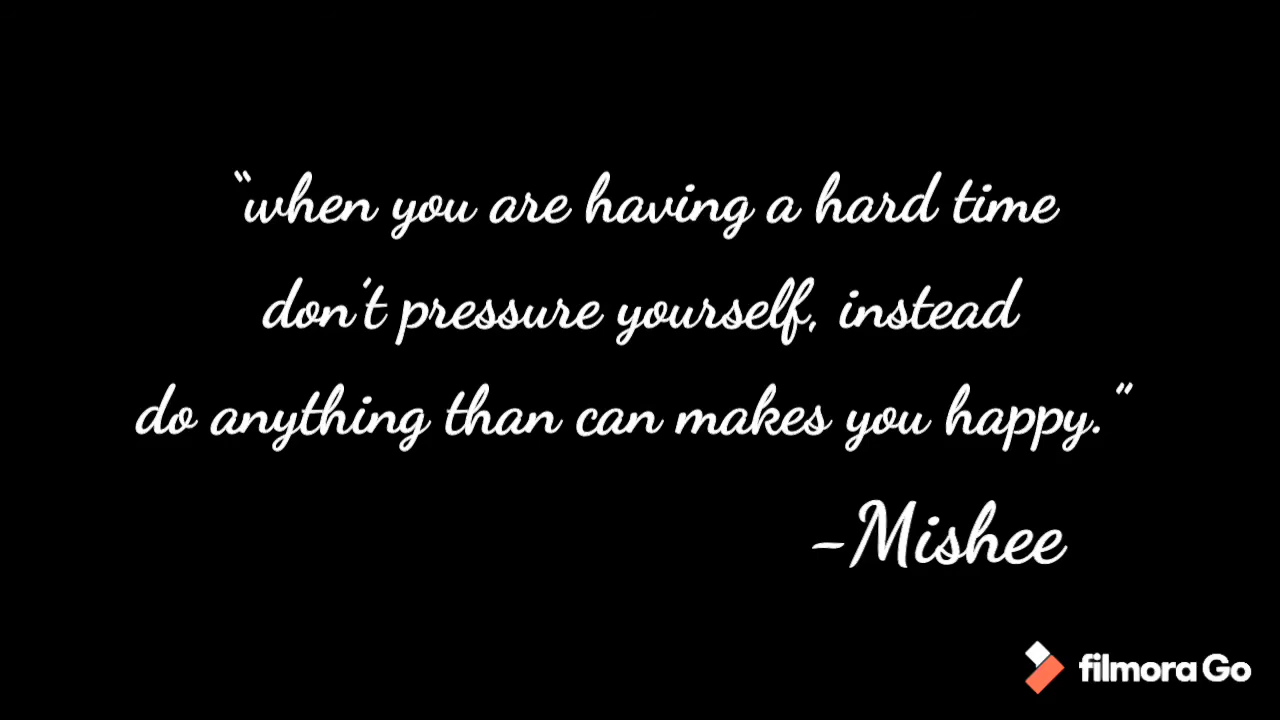 “when you are having a hard time
don't pressure yourself, instead
do anything than can makes you happy.”
-Mishee
filmora Go